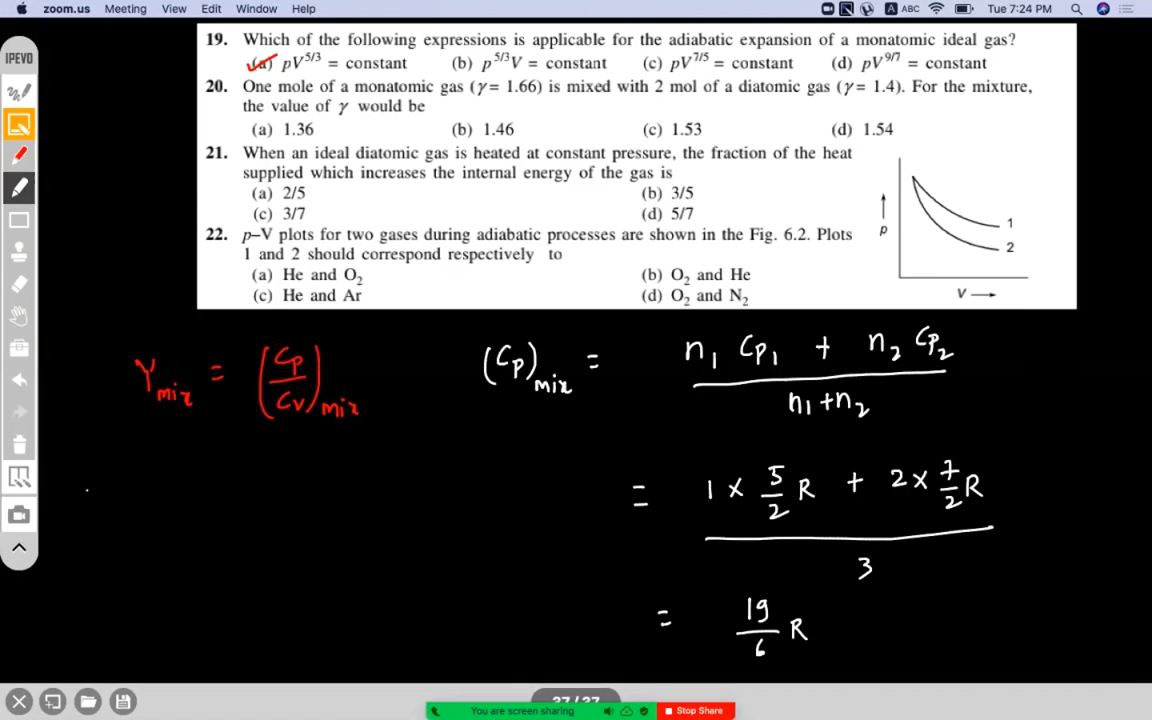 zoom.us Meeting View Edit Window Help ABC Tue 7:24 PM
IPEVO
19. Which of the following expressions is applicable for the adiabatic expansion of a monatomic ideal gas?
(a) pV^5/3 = constant (b) p^5/3V = constant (c) pV^7/5 = constant (d) pV^9/7 = constant
20. One mole of a monatomic gas (γ = 1.66) is mixed with 2 mol of a diatomic gas (γ = 1.4). For the mixture,
the value of γ would be
(a) 1.36 (b) 1.46 (c) 1.53 (d) 1.54
21. When an ideal diatomic gas is heated at constant pressure, the fraction of the heat
supplied which increases the internal energy of the gas is
(a) 2/5 (b) 3/5
(c) 3/7 (d) 5/7
22. p–V plots for two gases during adiabatic processes are shown in the Fig. 6.2. Plots
1 and 2 should correspond respectively to
(a) He and O₂ (b) O₂ and He
(c) He and Ar (d) O₂ and N₂
p
1
2
V
γmix = (Cp/Cv)mix
(Cp)mix = (n₁ Cp₁ + n₂ Cp₂)/(n₁+n₂)
= (1 × 5/2 R + 2 × 7/2 R)/3
= 19/6 R
27/27
You are screen sharing Stop Share